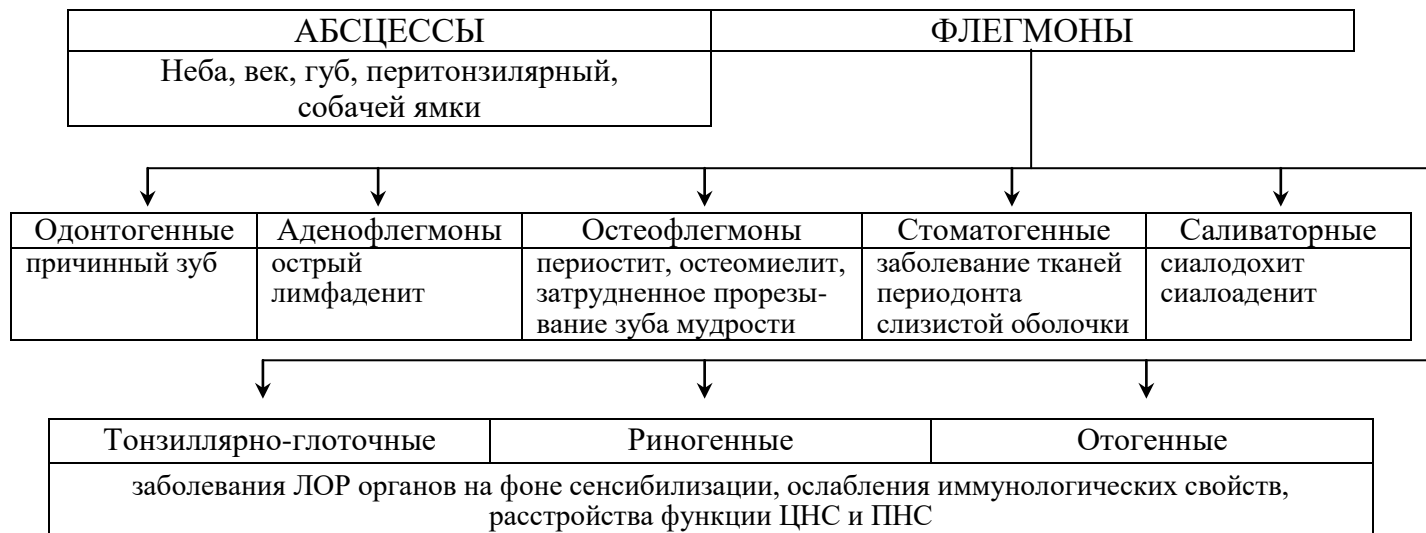 АБСЦЕССЫ
ФЛЕГМОНЫ
Неба, век, губ, перитонзилярный,
собачей ямки
Одонтогенные
Аденофлегмоны
Остеофлегмоны
Стоматогенные
Саливаторные
причинный зуб
острый
лимфаденит
периостит, остеомиелит,
затрудненное прорезы-
вание зуба мудрости
заболевание тканей
периодонта
слизистой оболочки
сиалодохит
сиалоаденит
Тонзиллярно-глоточные
Риногенные
Отогенные
заболевания ЛОР органов на фоне сенсибилизации, ослабления иммунологических свойств,
расстройства функции ЦНС и ПНС